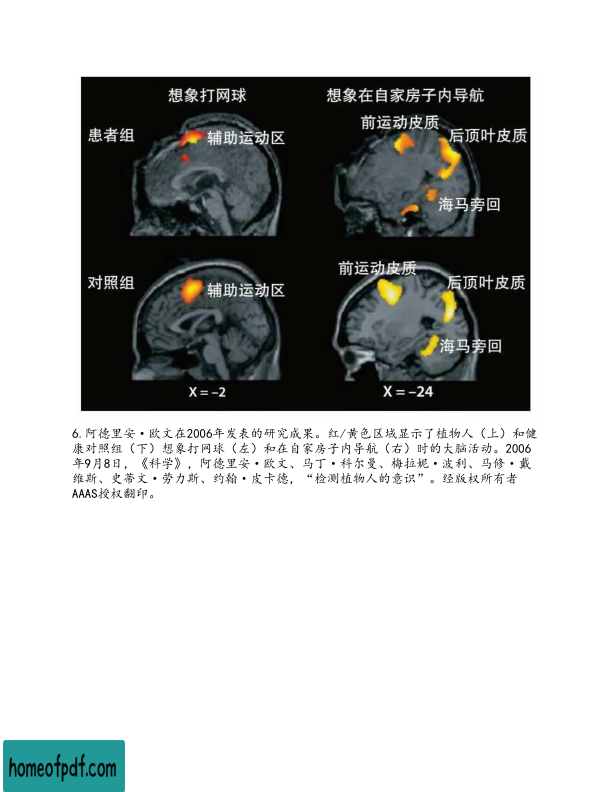 想象打网球
想象在自家房子内导航
患者组
辅助运动区
前运动皮质
后顶叶皮质
海马旁回
对照组
辅助运动区
前运动皮质
后顶叶皮质
海马旁回
X = –2
X = –24
6.阿德里安·欧文在2006年发表的研究成果。红/黄色区域显示了植物人（上）和健
康对照组（下）想象打网球（左）和在自家房子内导航（右）时的大脑活动。2006
年9月8日，《科学》，阿德里安·欧文、马丁·科尔曼、梅拉妮·波利、马修·戴
维斯、史蒂文·劳力斯、约翰·皮卡德，“检测植物人的意识”。经版权所有者
AAAS授权翻印。
homeofpdf.com